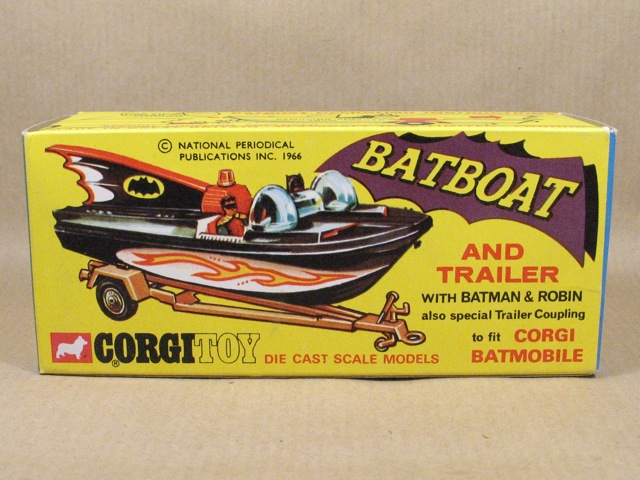 © NATIONAL PERIODICAL
PUBLICATIONS INC. 1966
BATBOAT
AND
TRAILER
WITH BATMAN & ROBIN
also special Trailer Coupling
to fit CORGI
BATMOBILE
® CORGI TOY
DIE CAST SCALE MODELS